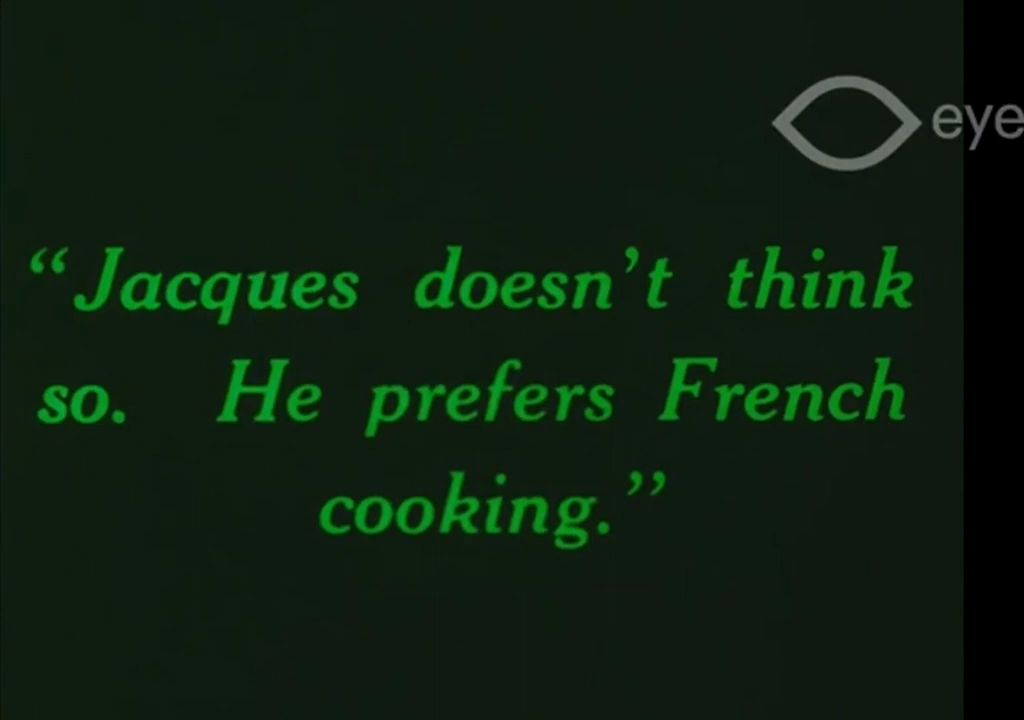 eye
“Jacques doesn’t think
so. He prefers French
cooking.”